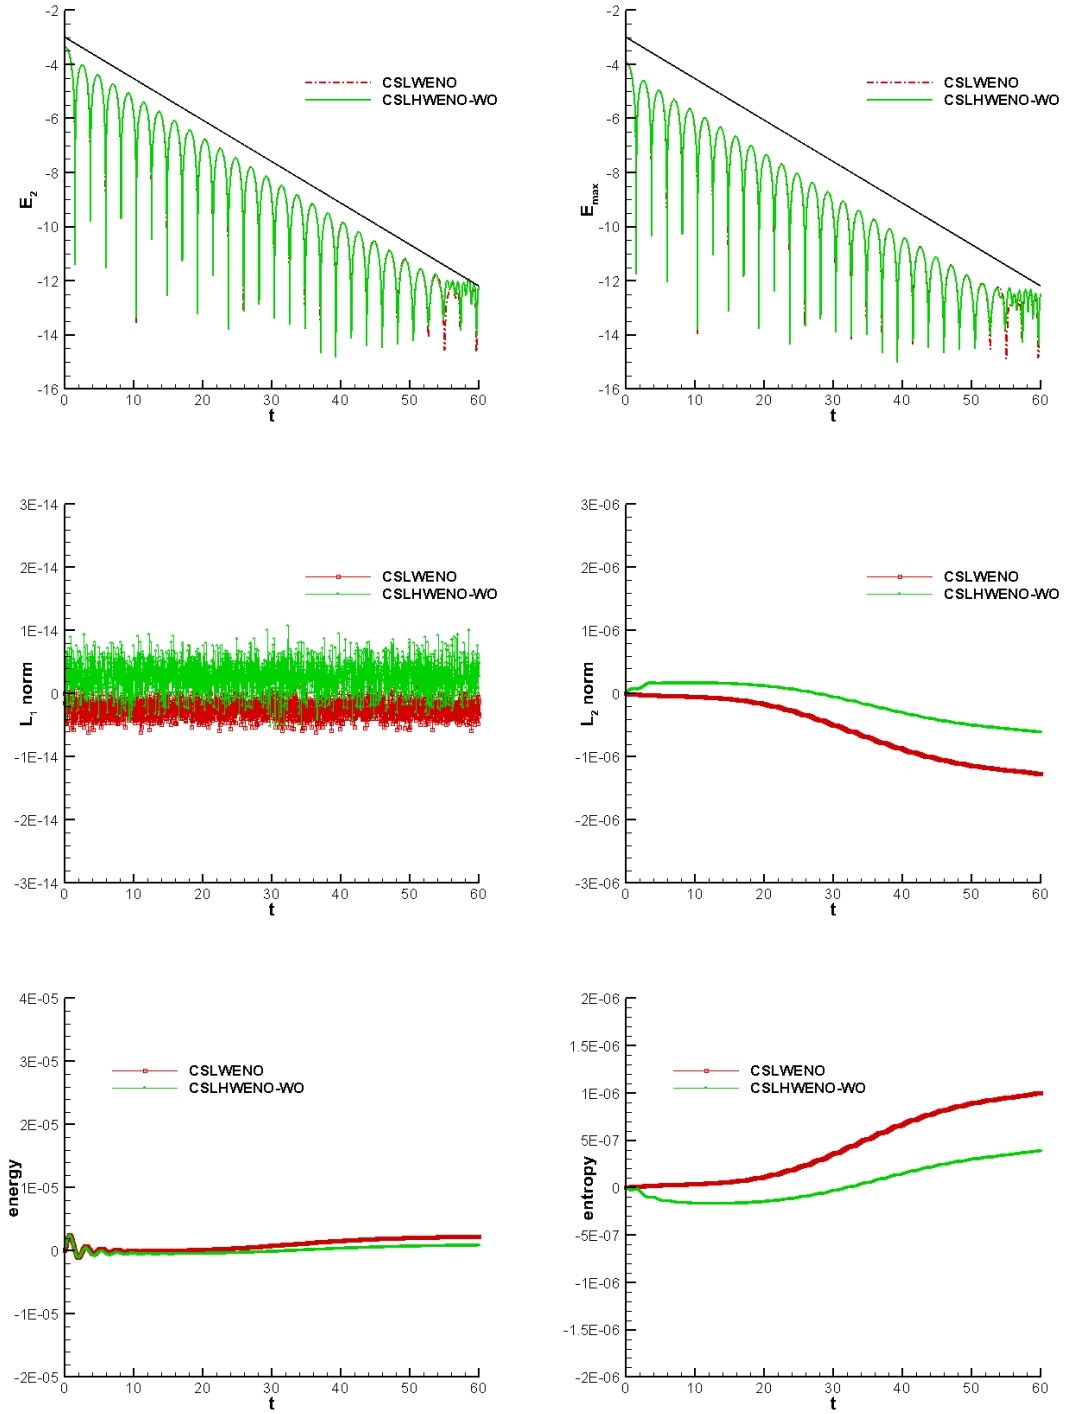 -2
-4
-6
-8
-10
-12
-14
-16
E2
CSLWENO
CSLHWENO-WO
0 10 20 30 40 50 60
t
-2
-4
-6
-8
-10
-12
-14
-16
Emax
CSLWENO
CSLHWENO-WO
0 10 20 30 40 50 60
t
3E-14
2E-14
1E-14
0
-1E-14
-2E-14
-3E-14
L1 norm
CSLWENO
CSLHWENO-WO
0 10 20 30 40 50 60
t
3E-06
2E-06
1E-06
0
-1E-06
-2E-06
-3E-06
L2 norm
CSLWENO
CSLHWENO-WO
0 10 20 30 40 50 60
t
4E-05
3E-05
2E-05
1E-05
0
-1E-05
-2E-05
energy
CSLWENO
CSLHWENO-WO
0 10 20 30 40 50 60
t
2E-06
1.5E-06
1E-06
5E-07
0
-5E-07
-1E-06
-1.5E-06
-2E-06
entropy
CSLWENO
CSLHWENO-WO
0 10 20 30 40 50 60
t